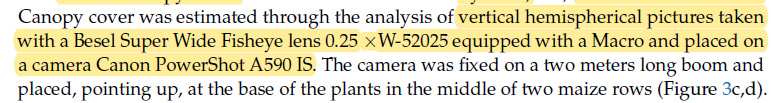 Canopy cover was estimated through the analysis of vertical hemispherical pictures taken
with a Besel Super Wide Fisheye lens 0.25 ×W-52025 equipped with a Macro and placed on
a camera Canon PowerShot A590 IS. The camera was fixed on a two meters long boom and
placed, pointing up, at the base of the plants in the middle of two maize rows (Figure 3c,d).